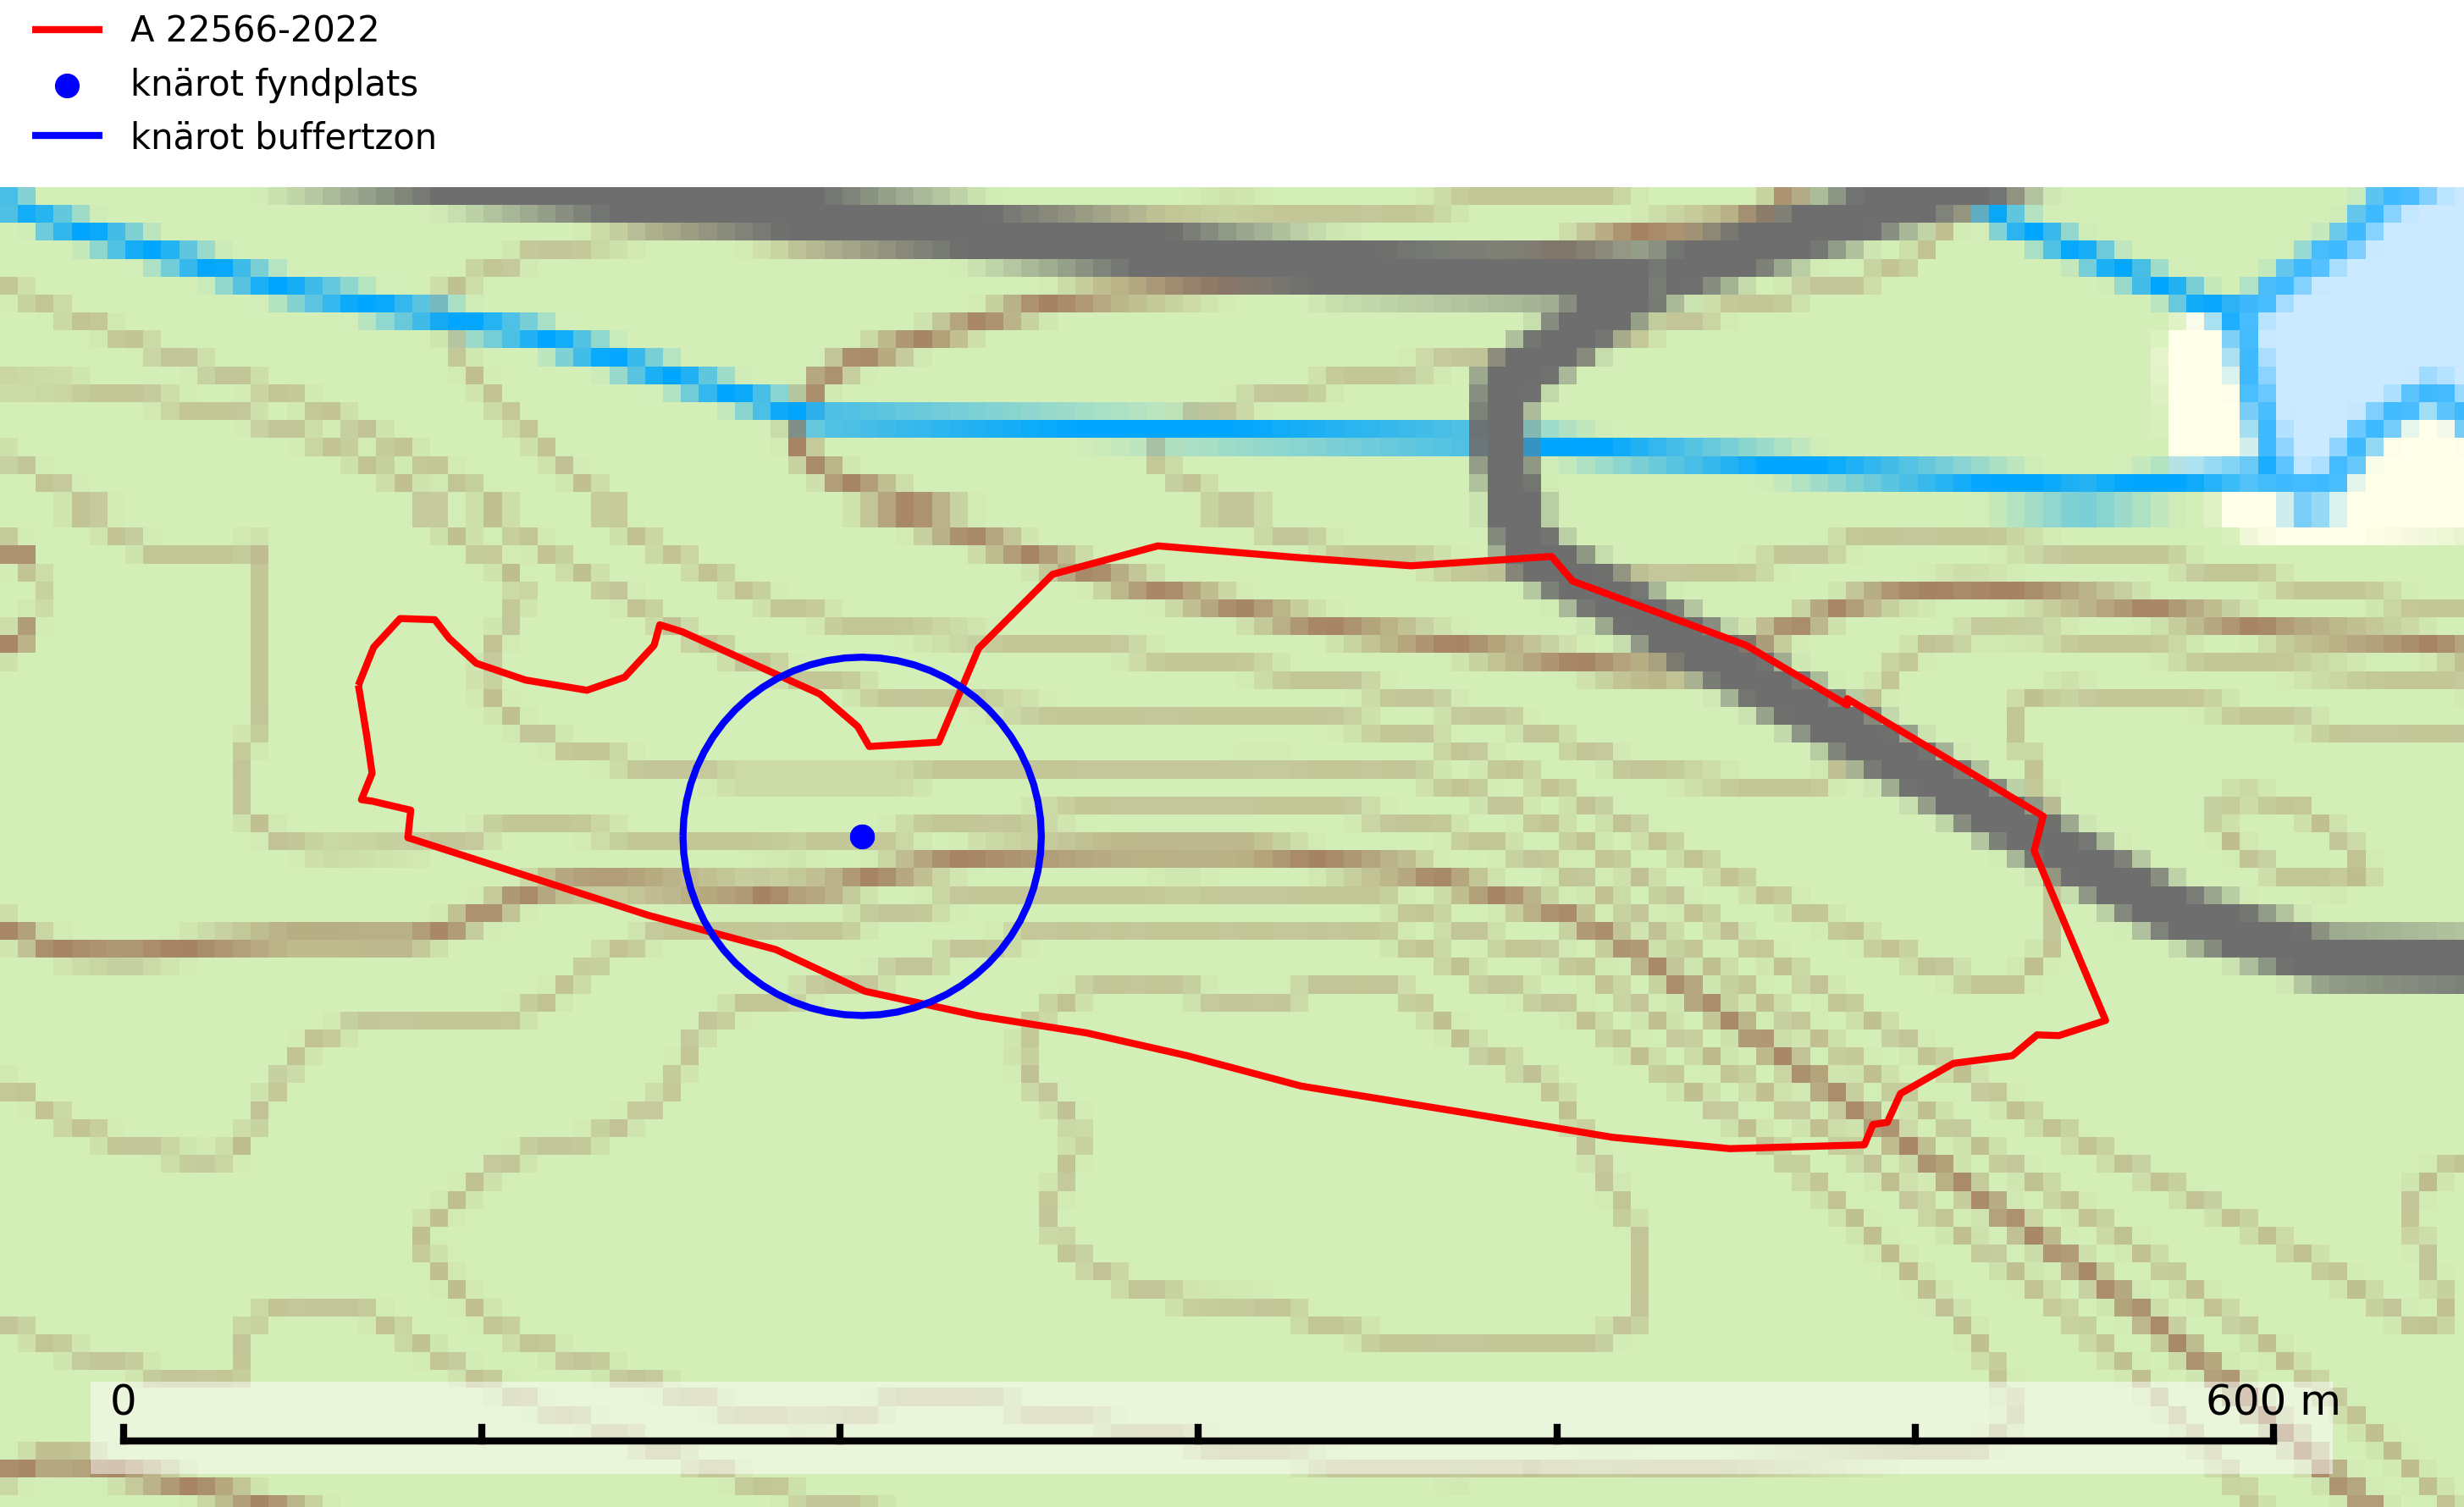 A 22566-2022
knärot fyndplats
knärot buffertzon
0
600 m